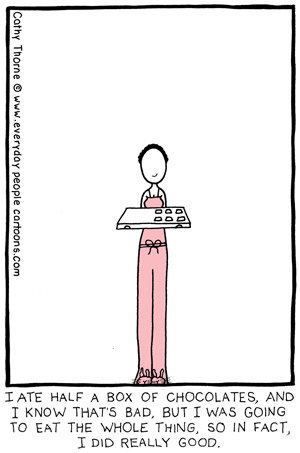 Cathy Thorne © www.everyday people cartoons.com
I ATE HALF A BOX OF CHOCOLATES, AND
I KNOW THAT'S BAD, BUT I WAS GOING
TO EAT THE WHOLE THING, SO IN FACT,
I DID REALLY GOOD.